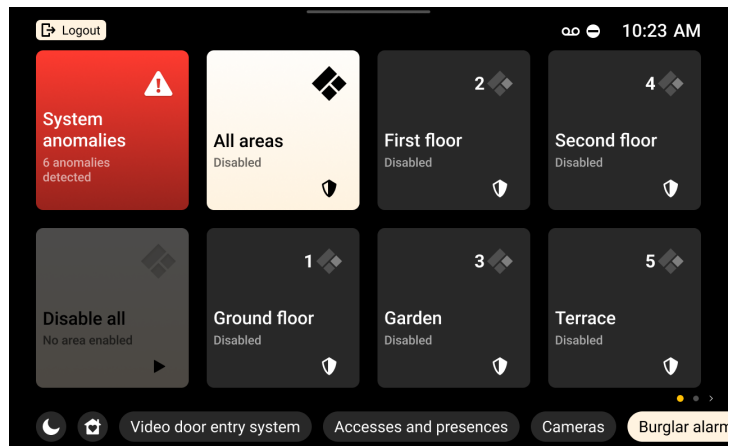 Logout
10:23 AM
System
anomalies
6 anomalies
detected
All areas
Disabled
2
First floor
Disabled
4
Second floor
Disabled
Disable all
No area enabled
1
Ground floor
Disabled
3
Garden
Disabled
5
Terrace
Disabled
Video door entry system
Accesses and presences
Cameras
Burglar alarm